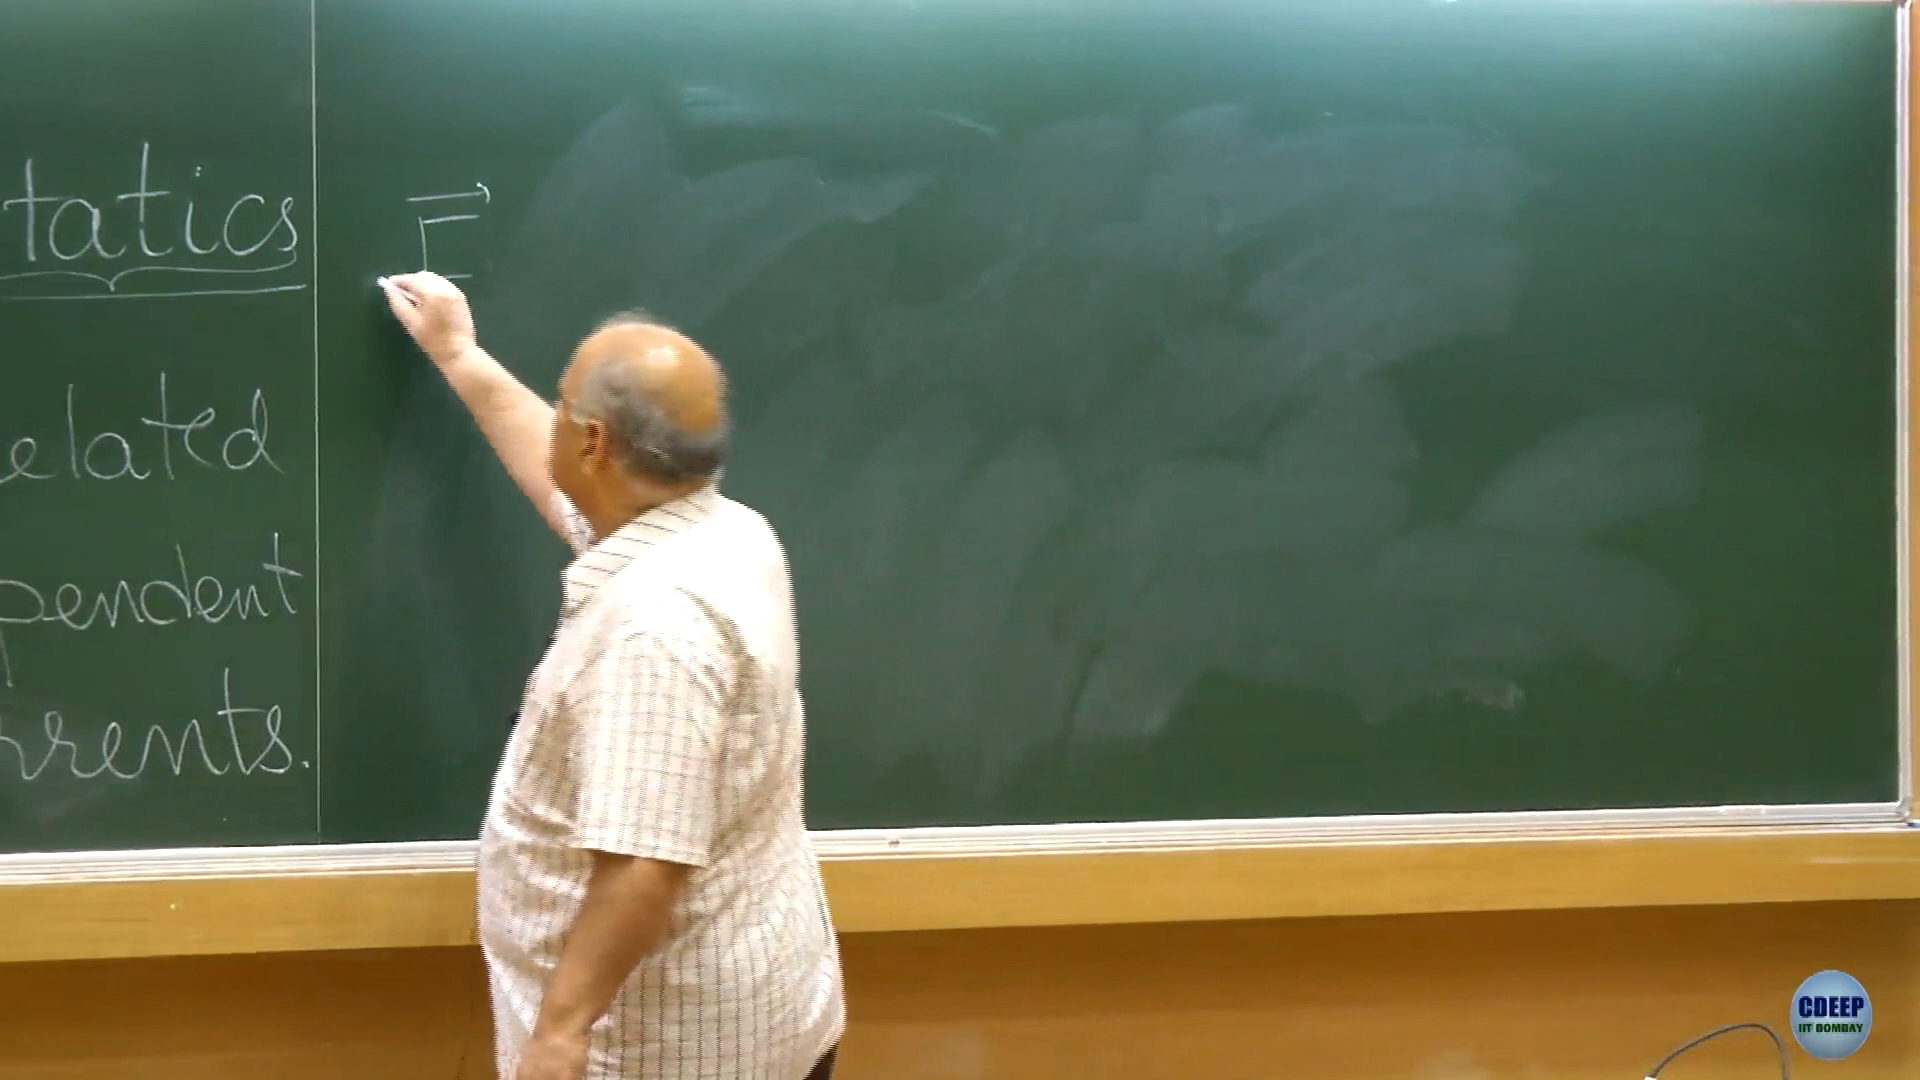 tatics
E
elated
pendent
rrents.
CDEEP
IIT BOMBAY